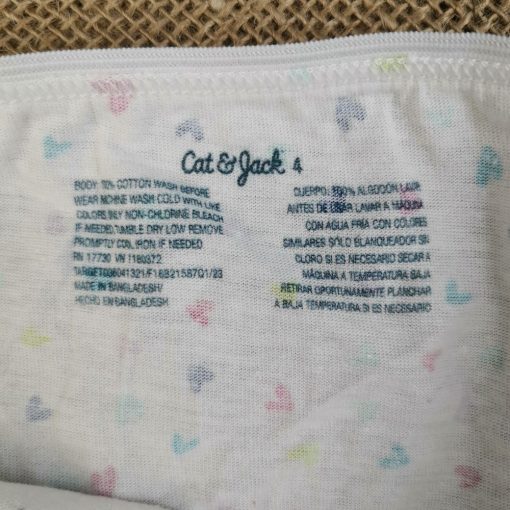 Cat & Jack 4
BODY: 100% COTTON WASH BEFORE
WEAR MACHINE WASH COLD WITH LIKE
COLORS ONLY NON-CHLORINE BLEACH
IF NEEDED TUMBLE DRY LOW REMOVE
PROMPTLY COOL IRON IF NEEDED
RN 17730 VN 1180372
MADE IN BANGLADESH/
HECHO EN BANGLADESH
CUERPO: 100% ALGODÓN LAVAR
ANTES DE USAR LAVAR A MÁQUINA
CON AGUA FRÍA CON COLORES
SIMILARES SÓLO BLANQUEADOR SIN
CLORO SI ES NECESARIO SECAR A
MÁQUINA A TEMPERATURA BAJA
RETIRAR OPORTUNAMENTE PLANCHAR
A BAJA TEMPERATURA SI ES NECESARIO